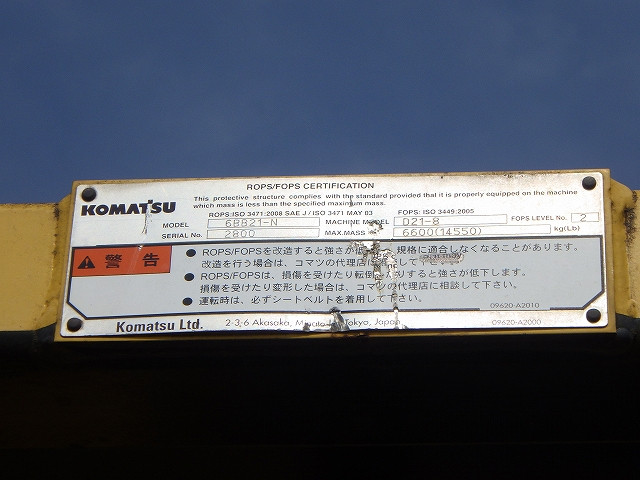 ROPS/FOPS CERTIFICATION
KOMATSU
This protective structure complies with the standard provided that it is properly equipped on the machine
which mass is less than the specified maximum mass.
ROPS:ISO 3471:2008 SAE J / ISO 3471 MAY 03 FOPS: ISO 3449:2005
MODEL 6BB21-N MACHINE MODEL D21-8 FOPS LEVEL No. 2
SERIAL No. 2800 MAX.MASS 6600(14550) kg(Lb)
警告
● ROPS/FOPSを改造すると強さが低 規格に適合しなくなることがあります。
改造を行う場合は、コマツの代理店に して
● ROPS/FOPSは、損傷を受けたり転倒 りすると強さが低下します。
損傷を受けたり変形した場合は、コマツの代理店に相談して下さい。
● 運転時は、必ずシートベルトを着用して下さい。
09620-A2010
Komatsu Ltd. 2-3,6 Akasaka, Tokyo, Japan 09620-A2000